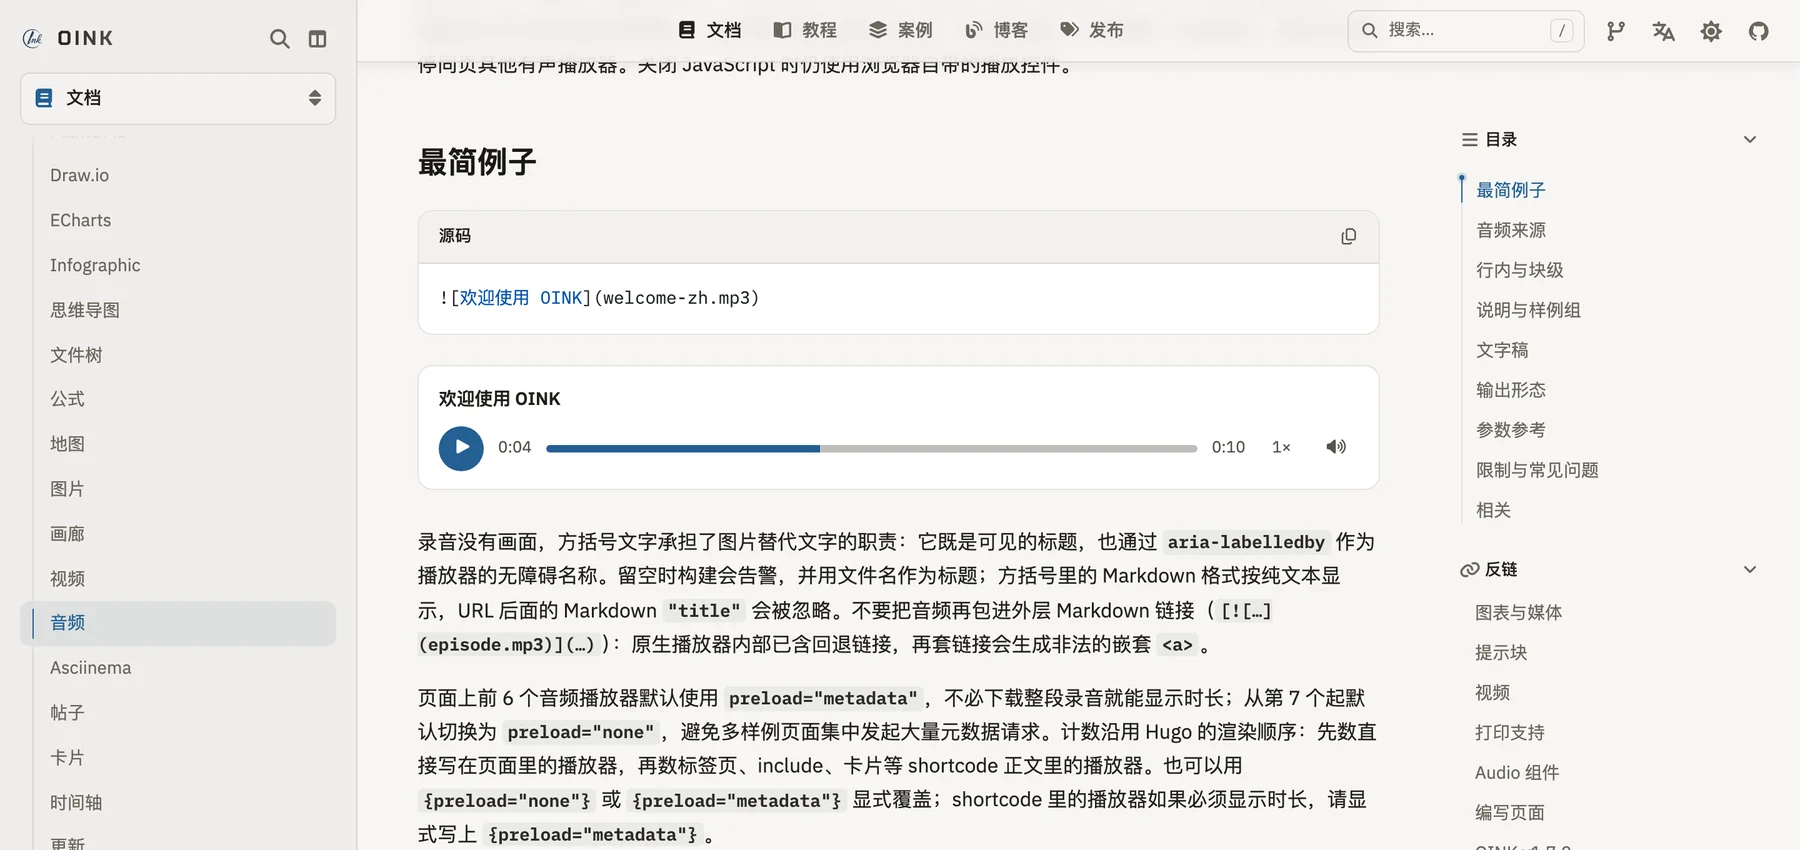 OINK
文档
教程
案例
博客
发布
搜索...
/
文档
Draw.io
ECharts
Infographic
思维导图
文件树
公式
地图
图片
画廊
视频
音频
Asciinema
帖子
卡片
时间轴
更新
停同页其他有声播放器。关闭 JavaScript 时仍使用浏览器自带的播放控件。
最简例子
源码
![欢迎使用 OINK](welcome-zh.mp3)
欢迎使用 OINK
0:04
0:10
1×
录音没有画面，方括号文字承担了图片替代文字的职责：它既是可见的标题，也通过 aria-labelledby 作为
播放器的无障碍名称。留空时构建会告警，并用文件名作为标题；方括号里的 Markdown 格式按纯文本显
示，URL 后面的 Markdown "title" 会被忽略。不要把音频再包进外层 Markdown 链接（ [![…]
(episode.mp3)](…) ）：原生播放器内部已含回退链接，再套链接会生成非法的嵌套 <a> 。
页面上前 6 个音频播放器默认使用 preload="metadata" ，不必下载整段录音就能显示时长；从第 7 个起默
认切换为 preload="none" ，避免多样例页面集中发起大量元数据请求。计数沿用 Hugo 的渲染顺序：先数直
接写在页面里的播放器，再数标签页、include、卡片等 shortcode 正文里的播放器。也可以用
{preload="none"} 或 {preload="metadata"} 显式覆盖；shortcode 里的播放器如果必须显示时长，请显
式写上 {preload="metadata"} 。
目录
最简例子
音频来源
行内与块级
说明与样例组
文字稿
输出形态
参数参考
限制与常见问题
相关
反链
图表与媒体
提示块
视频
打印支持
Audio 组件
编写页面